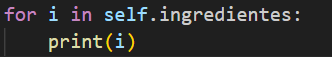 for i in self.ingredientes:
    print(i)